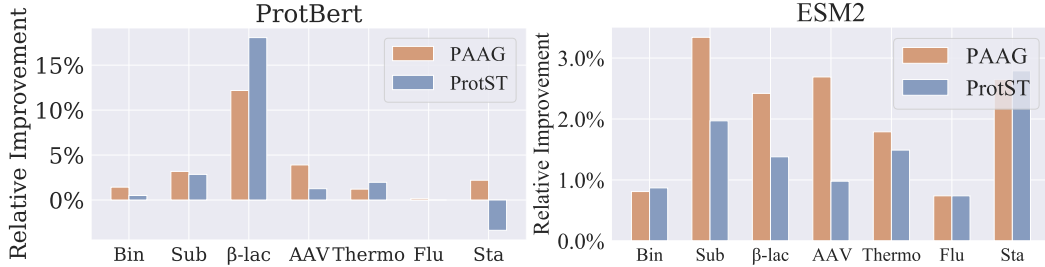 ProtBert
Relative Improvement
15%
10%
5%
0%
PAAG
ProtST
Bin Sub β-lac AAV Thermo Flu Sta
ESM2
Relative Improvement
3.0%
2.0%
1.0%
0.0%
PAAG
ProtST
Bin Sub β-lac AAV Thermo Flu Sta